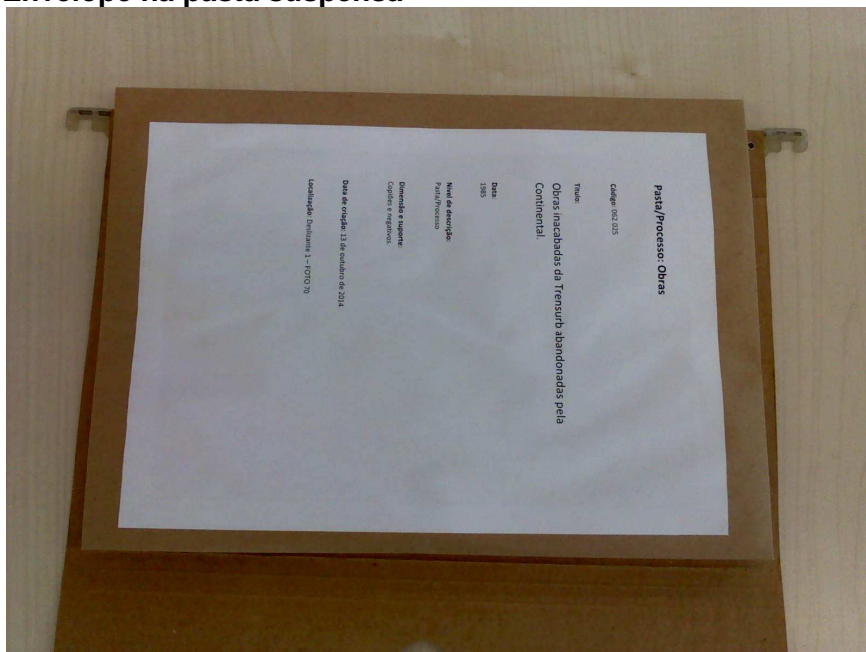 Envelope na pasta suspensa
Pasta/Processo: Obras
Código: 062.025
Título:
Obras inacabadas da Trensurb abandonadas pela
Continental.
Data:
1985
Nível de descrição:
Pasta/Processo
Dimensão e suporte:
Copiões e negativos.
Data de criação: 13 de outubro de 2014
Localização: Deslizante 1 – FOTO 70